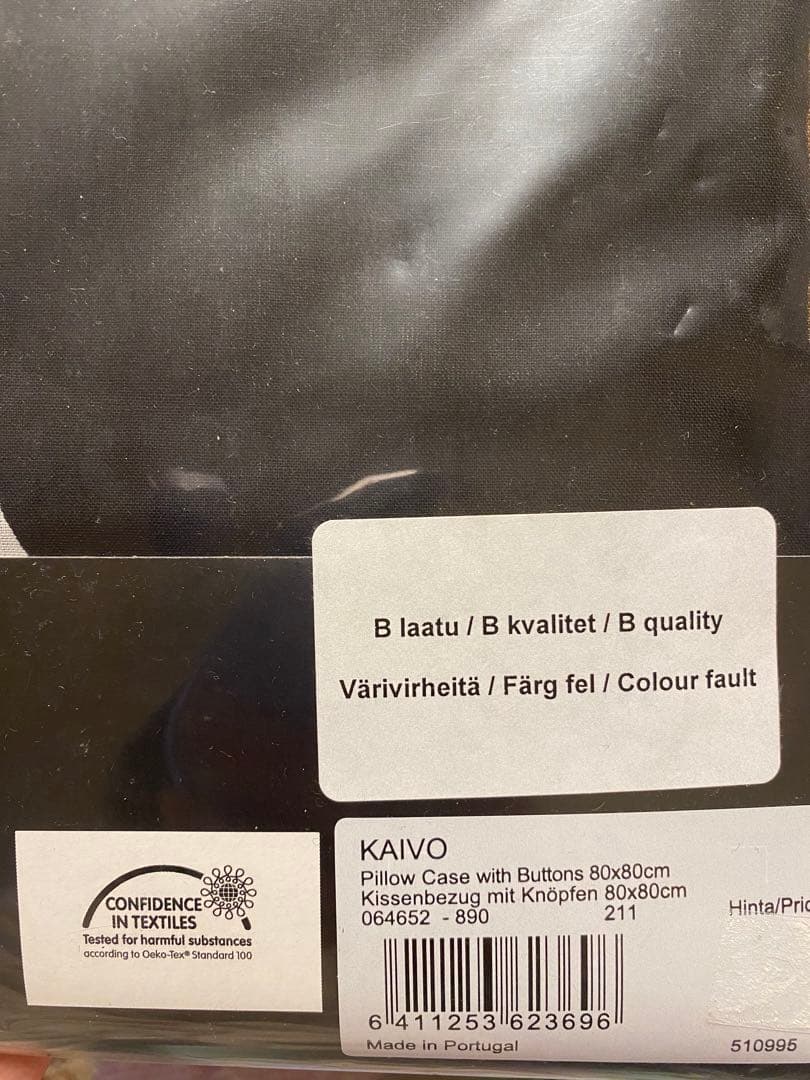 B laatu / B kvalitet / B quality
Värivirheitä / Färg fel / Colour fault
CONFIDENCE
IN TEXTILES
Tested for harmful substances
according to Oeko-Tex® Standard 100
KAIVO
Pillow Case with Buttons 80x80cm
Kissenbezug mit Knöpfen 80x80cm
064652 - 890 211
Hinta/Pric
6 411253 623696
Made in Portugal
510995